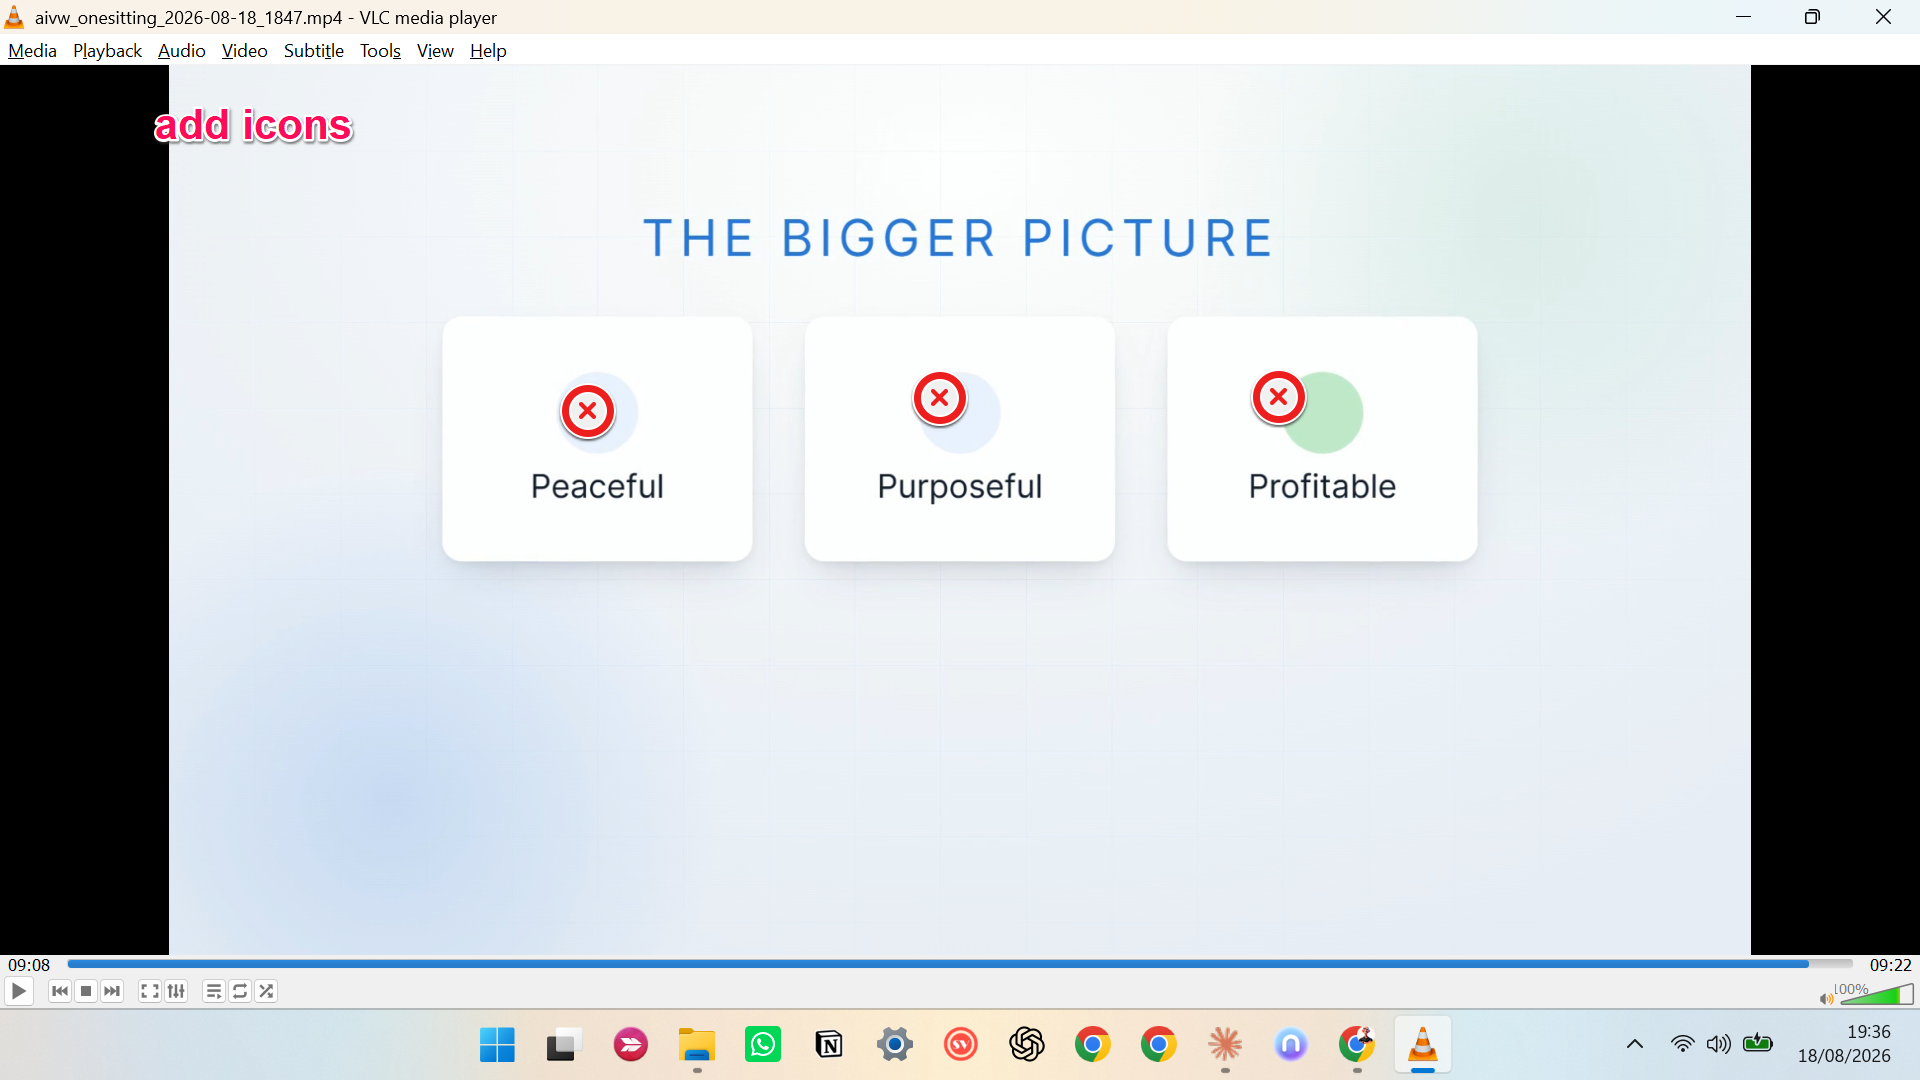 aivw_onesitting_2026-08-18_1847.mp4 - VLC media player
Media Playback Audio Video Subtitle Tools View Help
add icons
THE BIGGER PICTURE
Peaceful
Purposeful
Profitable
09:08
09:22
100%
19:36
18/08/2026